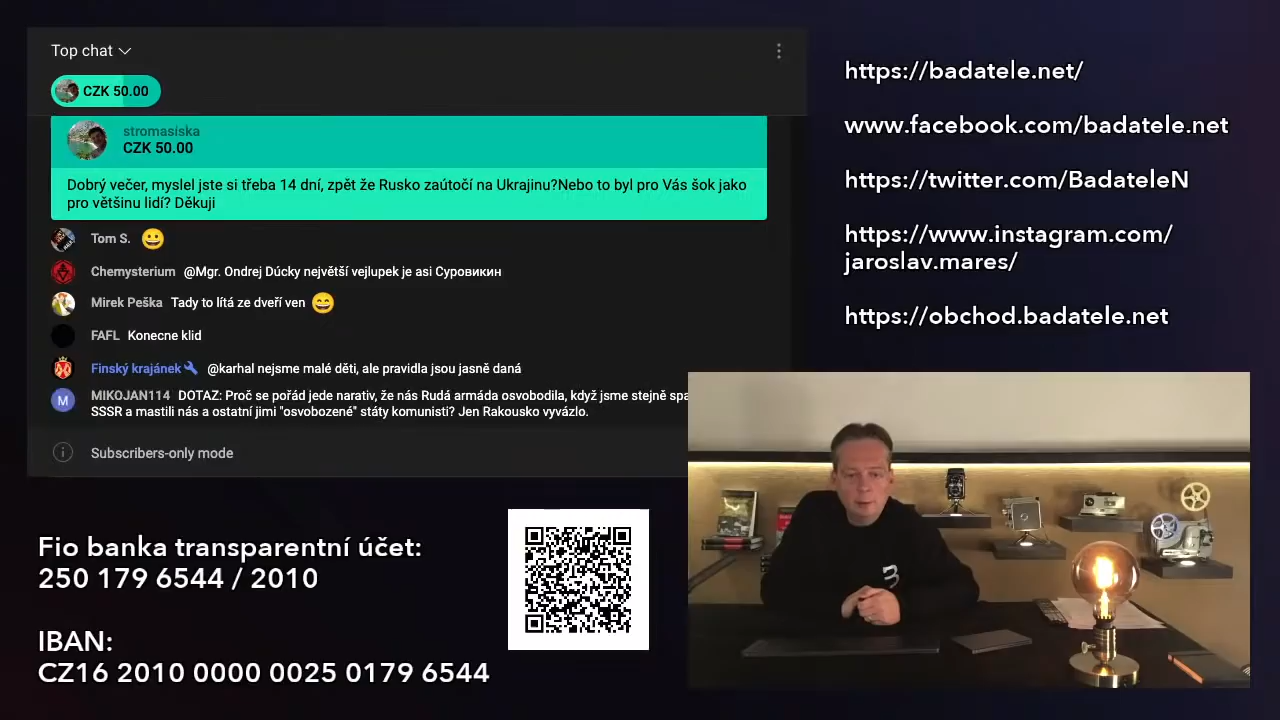 Top chat
CZK 50.00
stromasiska
CZK 50.00
Dobrý večer, myslel jste si třeba 14 dní, zpět že Rusko zaútočí na Ukrajinu?Nebo to byl pro Vás šok jako
pro většinu lidí? Děkuji
Tom S. 😀
Chemysterium @Mgr. Ondrej Dúcky největší vejlupek je asi Суровикин
Mirek Peška Tady to lítá ze dveří ven 😄
FAFL Konecne klid
Finský krajánek @karhal nejsme malé děti, ale pravidla jsou jasně daná
M
MIKOJAN114 DOTAZ: Proč se pořád jede narativ, že nás Rudá armáda osvobodila, když jsme stejně
SSSR a mastili nás a ostatní jimi "osvobozené" státy komunisti? Jen Rakousko vyvázlo.
Subscribers-only mode
https://badatele.net/
www.facebook.com/badatele.net
https://twitter.com/BadateleN
https://www.instagram.com/
jaroslav.mares/
https://obchod.badatele.net
Fio banka transparentní účet:
250 179 6544 / 2010
IBAN:
CZ16 2010 0000 0025 0179 6544